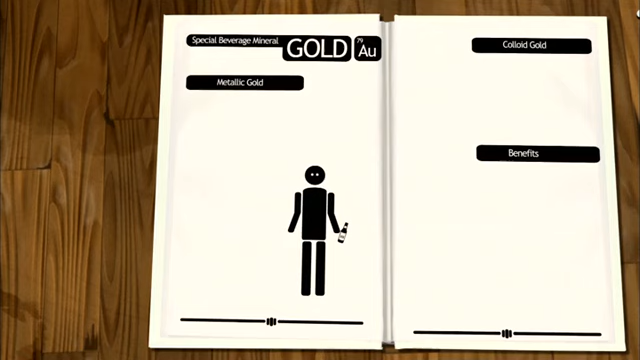 Special Beverage Mineral
GOLD
79
Au
Metallic Gold
Colloid Gold
Benefits